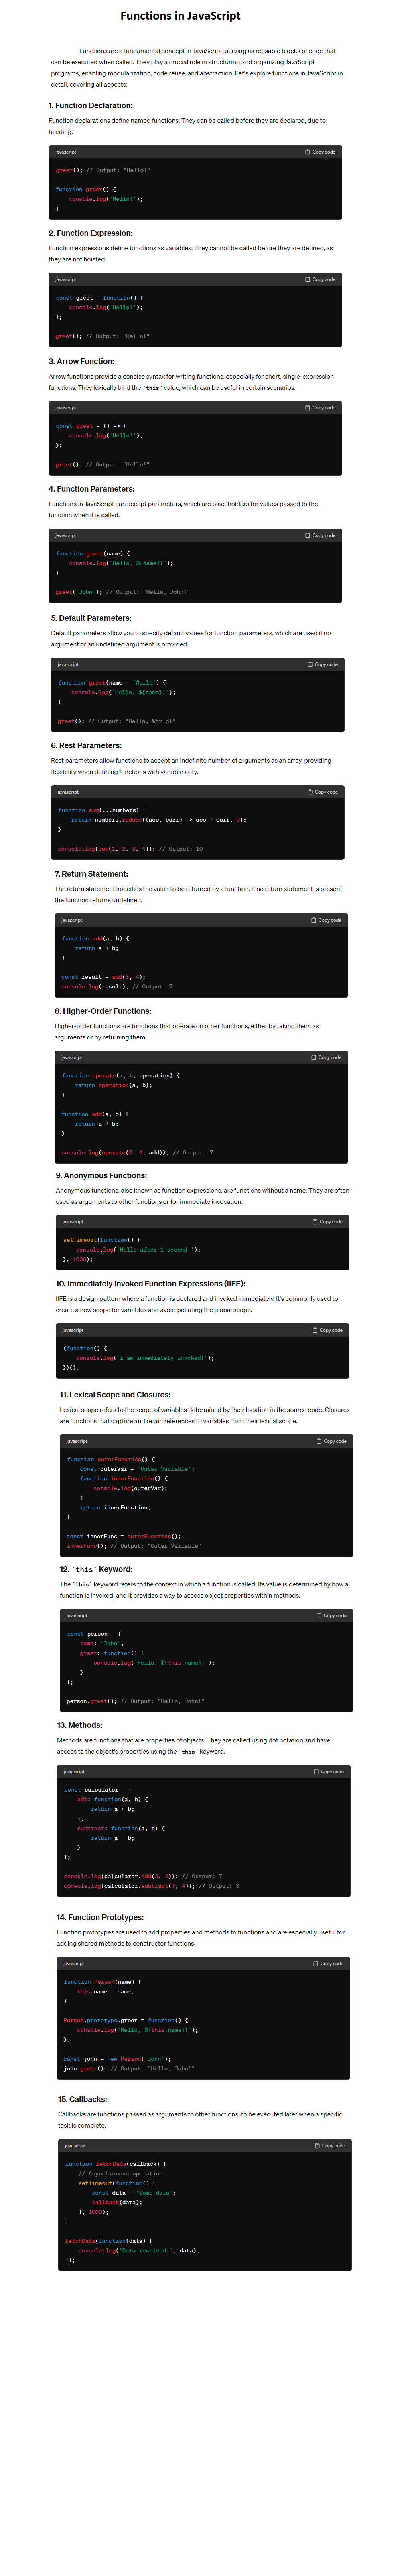 Functions in JavaScript
Functions are a fundamental concept in JavaScript, serving as reusable blocks of code that
can be executed when called. They play a crucial role in structuring and organizing JavaScript
programs, enabling modularization, code reuse, and abstraction. Let's explore functions in JavaScript in
detail, covering all aspects:
1. Function Declaration:
Function declarations define named functions. They can be called before they are declared, due to
hoisting.
javascript Copy code
greet(); // Output: "Hello!"
function greet() {
console.log('Hello!');
}
2. Function Expression:
Function expressions define functions as variables. They cannot be called before they are defined, as
they are not hoisted.
javascript Copy code
const greet = function() {
console.log('Hello!');
};
greet(); // Output: "Hello!"
3. Arrow Function:
Arrow functions provide a concise syntax for writing functions, especially for short, single-expression
functions. They lexically bind the `this` value, which can be useful in certain scenarios.
javascript Copy code
const greet = () => {
console.log('Hello!');
};
greet(); // Output: "Hello!"
4. Function Parameters:
Functions in JavaScript can accept parameters, which are placeholders for values passed to the
function when it is called.
javascript Copy code
function greet(name) {
console.log(`Hello, ${name}!`);
}
greet('John'); // Output: "Hello, John!"
5. Default Parameters:
Default parameters allow you to specify default values for function parameters, which are used if no
argument or an undefined argument is provided.
javascript Copy code
function greet(name = 'World') {
console.log(`Hello, ${name}!`);
}
greet(); // Output: "Hello, World!"
6. Rest Parameters:
Rest parameters allow functions to accept an indefinite number of arguments as an array, providing
flexibility when defining functions with variable arity.
javascript Copy code
function sum(...numbers) {
return numbers.reduce((acc, curr) => acc + curr, 0);
}
console.log(sum(1, 2, 3, 4)); // Output: 10
7. Return Statement:
The return statement specifies the value to be returned by a function. If no return statement is present,
the function returns undefined.
javascript Copy code
function add(a, b) {
return a + b;
}
const result = add(3, 4);
console.log(result); // Output: 7
8. Higher-Order Functions:
Higher-order functions are functions that operate on other functions, either by taking them as
arguments or by returning them.
javascript Copy code
function operate(a, b, operation) {
return operation(a, b);
}
function add(a, b) {
return a + b;
}
console.log(operate(3, 4, add)); // Output: 7
9. Anonymous Functions:
Anonymous functions, also known as function expressions, are functions without a name. They are often
used as arguments to other functions or for immediate invocation.
javascript Copy code
setTimeout(function() {
console.log('Hello after 1 second!');
}, 1000);
10. Immediately Invoked Function Expressions (IIFE):
IIFE is a design pattern where a function is declared and invoked immediately. It's commonly used to
create a new scope for variables and avoid polluting the global scope.
javascript Copy code
(function() {
console.log('I am immediately invoked!');
})();
11. Lexical Scope and Closures:
Lexical scope refers to the scope of variables determined by their location in the source code. Closures
are functions that capture and retain references to variables from their lexical scope.
javascript Copy code
function outerFunction() {
const outerVar = 'Outer Variable';
function innerFunction() {
console.log(outerVar);
}
return innerFunction;
}
const innerFunc = outerFunction();
innerFunc(); // Output: "Outer Variable"
12. `this` Keyword:
The `this` keyword refers to the context in which a function is called. Its value is determined by how a
function is invoked, and it provides a way to access object properties within methods.
javascript Copy code
const person = {
name: 'John',
greet: function() {
console.log(`Hello, ${this.name}!`);
}
};
person.greet(); // Output: "Hello, John!"
13. Methods:
Methods are functions that are properties of objects. They are called using dot notation and have
access to the object's properties using the `this` keyword.
javascript Copy code
const calculator = {
add: function(a, b) {
return a + b;
},
subtract: function(a, b) {
return a - b;
}
};
console.log(calculator.add(3, 4)); // Output: 7
console.log(calculator.subtract(7, 4)); // Output: 3
14. Function Prototypes:
Function prototypes are used to add properties and methods to functions and are especially useful for
adding shared methods to constructor functions.
javascript Copy code
function Person(name) {
this.name = name;
}
Person.prototype.greet = function() {
console.log(`Hello, ${this.name}!`);
};
const john = new Person('John');
john.greet(); // Output: "Hello, John!"
15. Callbacks:
Callbacks are functions passed as arguments to other functions, to be executed later when a specific
task is complete.
javascript Copy code
function fetchData(callback) {
// Asynchronous operation
setTimeout(function() {
const data = 'Some data';
callback(data);
}, 1000);
}
fetchData(function(data) {
console.log('Data received:', data);
});